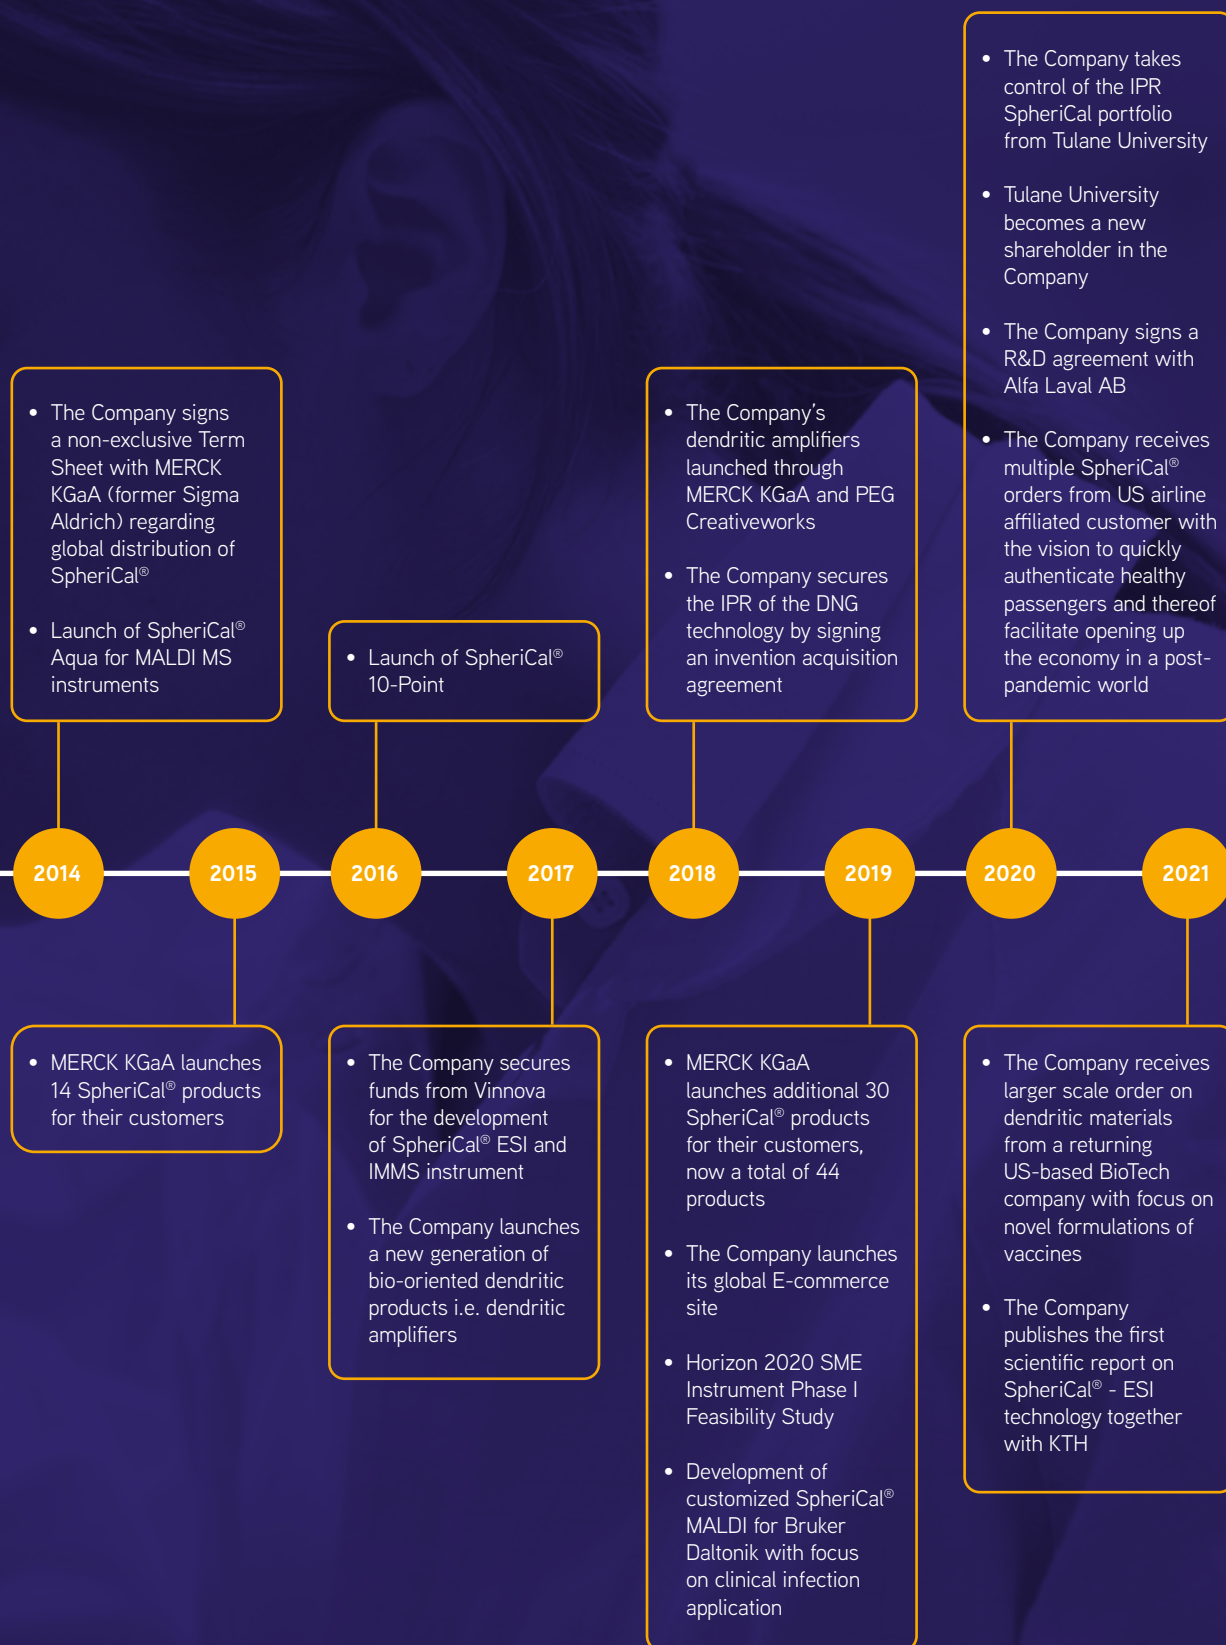 • The Company signs
a non-exclusive Term
Sheet with MERCK
KGaA (former Sigma
Aldrich) regarding
global distribution of
SpheriCal®
• Launch of SpheriCal®
Aqua for MALDI MS
instruments
• Launch of SpheriCal®
10-Point
• The Company's
dendritic amplifiers
launched through
MERCK KGaA and PEG
Creativeworks
• The Company secures
the IPR of the DNG
technology by signing
an invention acquisition
agreement
• The Company takes
control of the IPR
SpheriCal portfolio
from Tulane University
• Tulane University
becomes a new
shareholder in the
Company
• The Company signs a
R&D agreement with
Alfa Laval AB
• The Company receives
multiple SpheriCal®
orders from US airline
affiliated customer with
the vision to quickly
authenticate healthy
passengers and thereof
facilitate opening up
the economy in a post-
pandemic world
2014 2015 2016 2017 2018 2019 2020 2021
• MERCK KGaA launches
14 SpheriCal® products
for their customers
• The Company secures
funds from Vinnova
for the development
of SpheriCal® ESI and
IMMS instrument
• The Company launches
a new generation of
bio-oriented dendritic
products i.e. dendritic
amplifiers
• MERCK KGaA
launches additional 30
SpheriCal® products
for their customers,
now a total of 44
products
• The Company launches
its global E-commerce
site
• Horizon 2020 SME
Instrument Phase I
Feasibility Study
• Development of
customized SpheriCal®
MALDI for Bruker
Daltonik with focus
on clinical infection
application
• The Company receives
larger scale order on
dendritic materials
from a returning
US-based BioTech
company with focus on
novel formulations of
vaccines
• The Company
publishes the first
scientific report on
SpheriCal® - ESI
technology together
with KTH